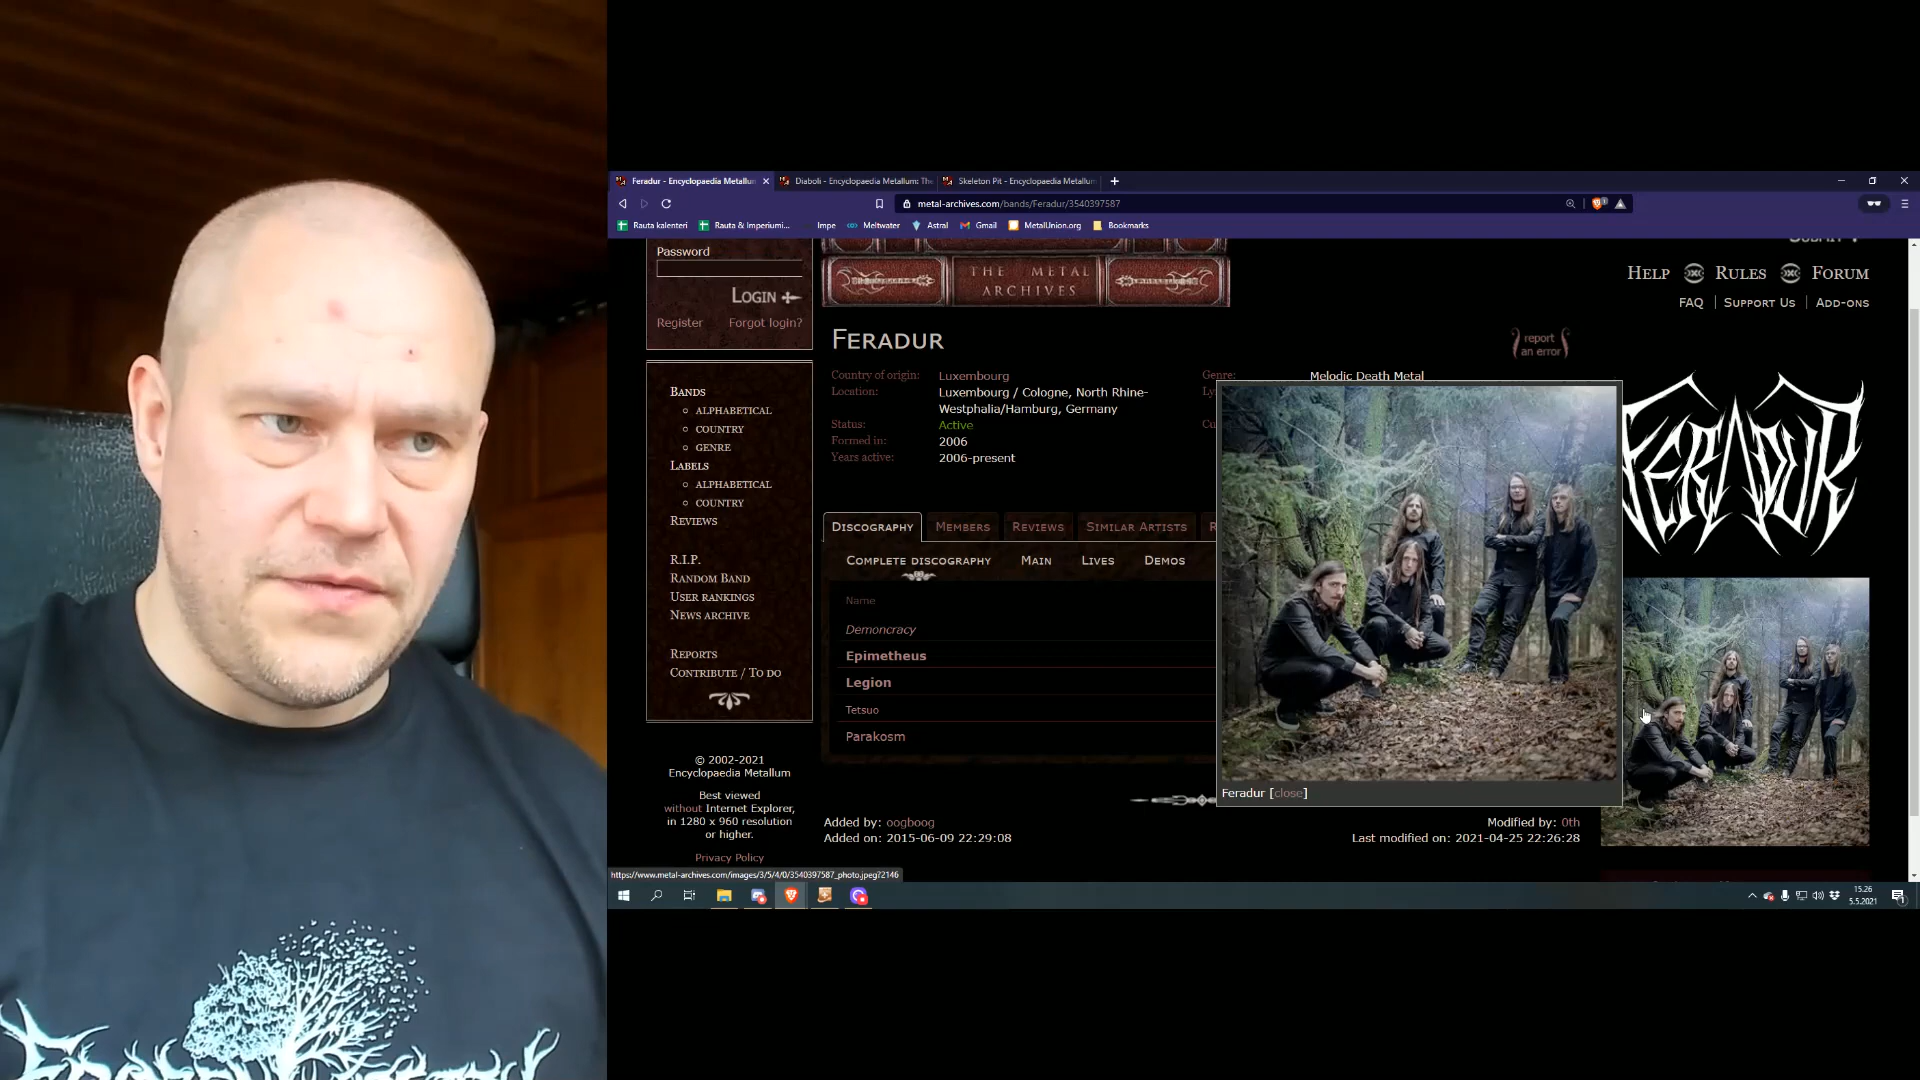 Feradur - Encyclopaedia Metallun
Diaboli - Encyclopaedia Metallum: The
Skeleton Pit - Encyclopaedia Metallum
metal-archives.com/bands/Feradur/3540397587
Rauta kalenteri
Rauta & Imperiumi...
Impe
Meltwater
Astral
Gmail
MetalUnion.org
Bookmarks
Password
LOGIN
Register
Forgot login?
THE METAL
ARCHIVES
HELP
RULES
FORUM
FAQ
SUPPORT US
ADD-ONS
FERADUR
report
an error
Country of origin: Luxembourg
Location: Luxembourg / Cologne, North Rhine-
Westphalia/Hamburg, Germany
Status: Active
Formed in: 2006
Years active: 2006-present
Genre: Melodic Death Metal
Ly
Cu
FERADUR
BANDS
ALPHABETICAL
COUNTRY
GENRE
LABELS
ALPHABETICAL
COUNTRY
REVIEWS
R.I.P.
RANDOM BAND
USER RANKINGS
NEWS ARCHIVE
REPORTS
CONTRIBUTE / TO DO
DISCOGRAPHY
MEMBERS
REVIEWS
SIMILAR ARTISTS
R
COMPLETE DISCOGRAPHY
MAIN
LIVES
DEMOS
Name
Demoncracy
Epimetheus
Legion
Tetsuo
Parakosm
Feradur [close]
Added by: oogboog
Added on: 2015-06-09 22:29:08
Modified by: 0th
Last modified on: 2021-04-25 22:26:28
© 2002-2021
Encyclopaedia Metallum
Best viewed
without Internet Explorer,
in 1280 x 960 resolution
or higher.
Privacy Policy
https://www.metal-archives.com/images/3/5/4/0/3540397587_photo.jpeg?2146
15.26
5.5.2021